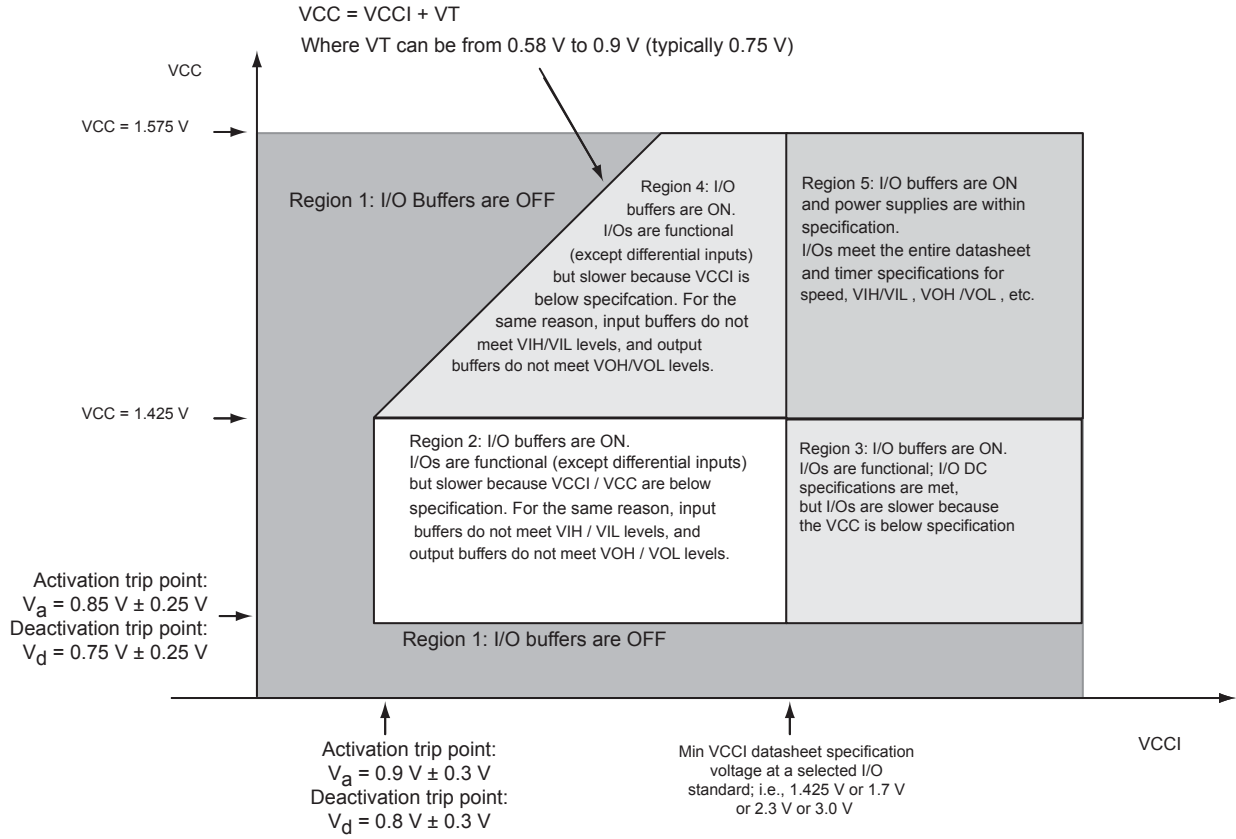 VCC = VCCI + VT
Where VT can be from 0.58 V to 0.9 V (typically 0.75 V)
VCC
VCC = 1.575 V
Region 1: I/O Buffers are OFF
Region 4: I/O
buffers are ON.
I/Os are functional
(except differential inputs)
but slower because VCCI is
below specifcation. For the
same reason, input buffers do not
meet VIH/VIL levels, and output
buffers do not meet VOH/VOL levels.
Region 5: I/O buffers are ON
and power supplies are within
specification.
I/Os meet the entire datasheet
and timer specifications for
speed, VIH/VIL , VOH /VOL , etc.
VCC = 1.425 V
Region 2: I/O buffers are ON.
I/Os are functional (except differential inputs)
but slower because VCCI / VCC are below
specification. For the same reason, input
buffers do not meet VIH / VIL levels, and
output buffers do not meet VOH / VOL levels.
Region 3: I/O buffers are ON.
I/Os are functional; I/O DC
specifications are met,
but I/Os are slower because
the VCC is below specification
Activation trip point:
Va = 0.85 V ± 0.25 V
Deactivation trip point:
Vd = 0.75 V ± 0.25 V
Region 1: I/O buffers are OFF
Activation trip point:
Va = 0.9 V ± 0.3 V
Deactivation trip point:
Vd = 0.8 V ± 0.3 V
Min VCCI datasheet specification
voltage at a selected I/O
standard; i.e., 1.425 V or 1.7 V
or 2.3 V or 3.0 V
VCCI